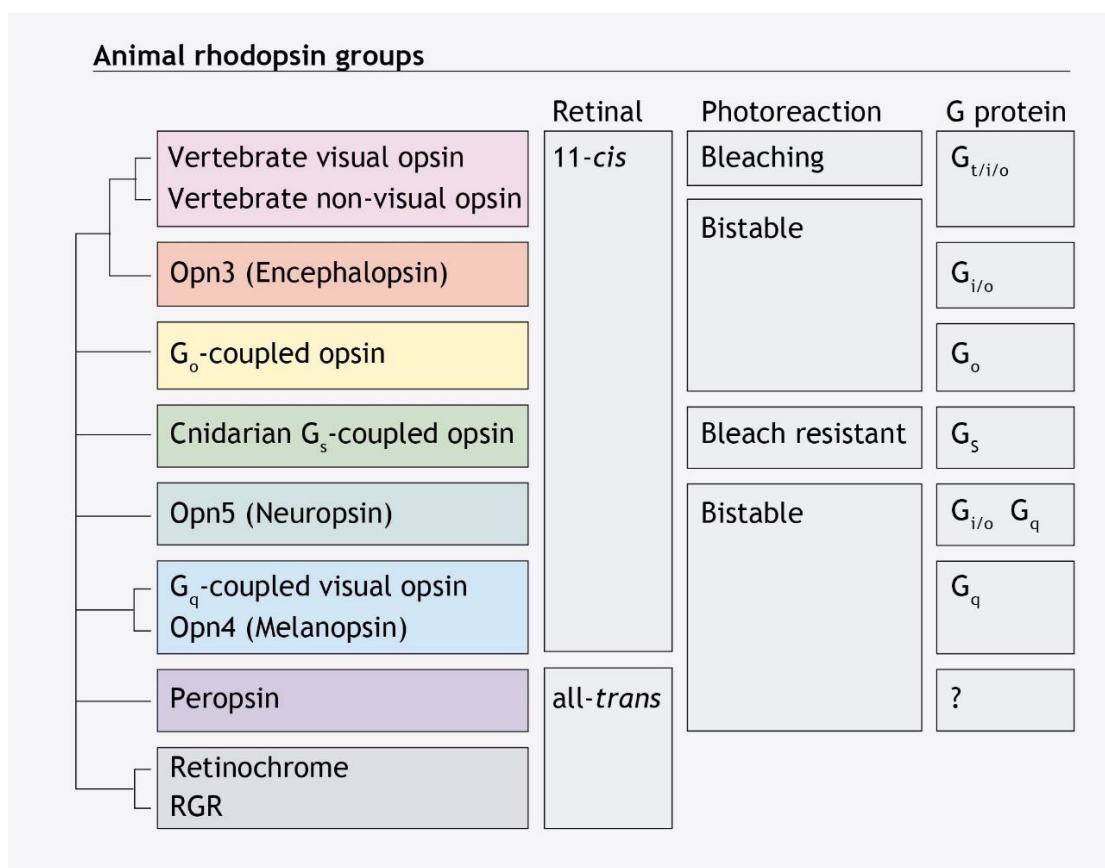 Animal rhodopsin groups
Retinal Photoreaction G protein
Vertebrate visual opsin 11-cis Bleaching Gt/i/o
Vertebrate non-visual opsin
Bistable
Opn3 (Encephalopsin) Gi/o
Go-coupled opsin Go
Cnidarian Gs-coupled opsin Bleach resistant GS
Opn5 (Neuropsin) Bistable Gi/o Gq
Gq-coupled visual opsin Gq
Opn4 (Melanopsin)
Peropsin all-trans ?
Retinochrome
RGR